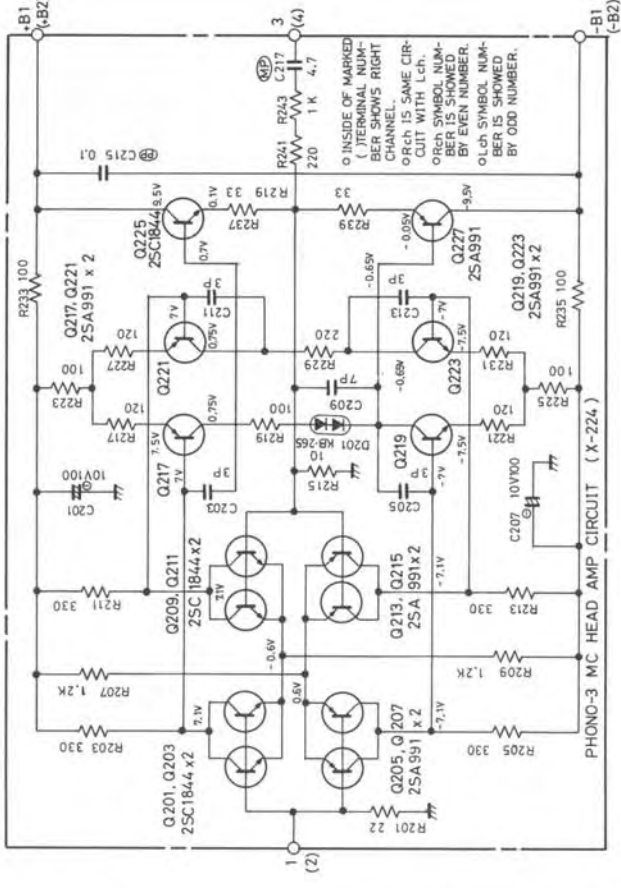 +B1
(+B2)
3
(4)
-B1
(-B2)
MP
C217
4.7
R243
1 K
R241
220
○ INSIDE OF MARKED
( )TERMINAL NUM-
BER SHOWS RIGHT
CHANNEL.
○ Rch IS SAME CIR-
CUIT WITH Lch.
○ Rch SYMBOL NUM-
BER IS SHOWED
BY EVEN NUMBER.
○ Lch SYMBOL NUM-
BER IS SHOWED
BY ODD NUMBER.
C215 0.1
Q225
2SC1844
9.5V
0.1V
0.7V
33
R237
R219
33
R239
-0.05V
-9.5V
-0.65V
Q227
2SA991
R233 100
Q217, Q221
2SA991 x 2
100
R223
120
R227
120
R217
7V
3P
C211
Q221
0.75V
7.5V
Q217
7V
0.75V
3P
C203
220
R229
3P
C213
-7V
-7.5V
Q223
-0.65V
7P
C209
100
R219
D201 KB-265
10
R215
Q219
3P
C205
-7V
-7.5V
120
R231
120
R221
100
R225
R235 100
Q219, Q223
2SA991 x2
10V100
C201
C207 10V100
330
R211
Q209, Q211
2SC1844x2
7.1V
Q213, Q215
2SA 991x2
-7.1V
330
R213
R207 1.2K
-0.6V
0.6V
1.2K
R209
330
R203
7.1V
Q201, Q203
2SC1844 x2
Q205, Q207
2SA991 x 2
-7.1V
330
R205
1
(2)
R201 22
PHONO-3 MC HEAD AMP CIRCUIT (X-224)